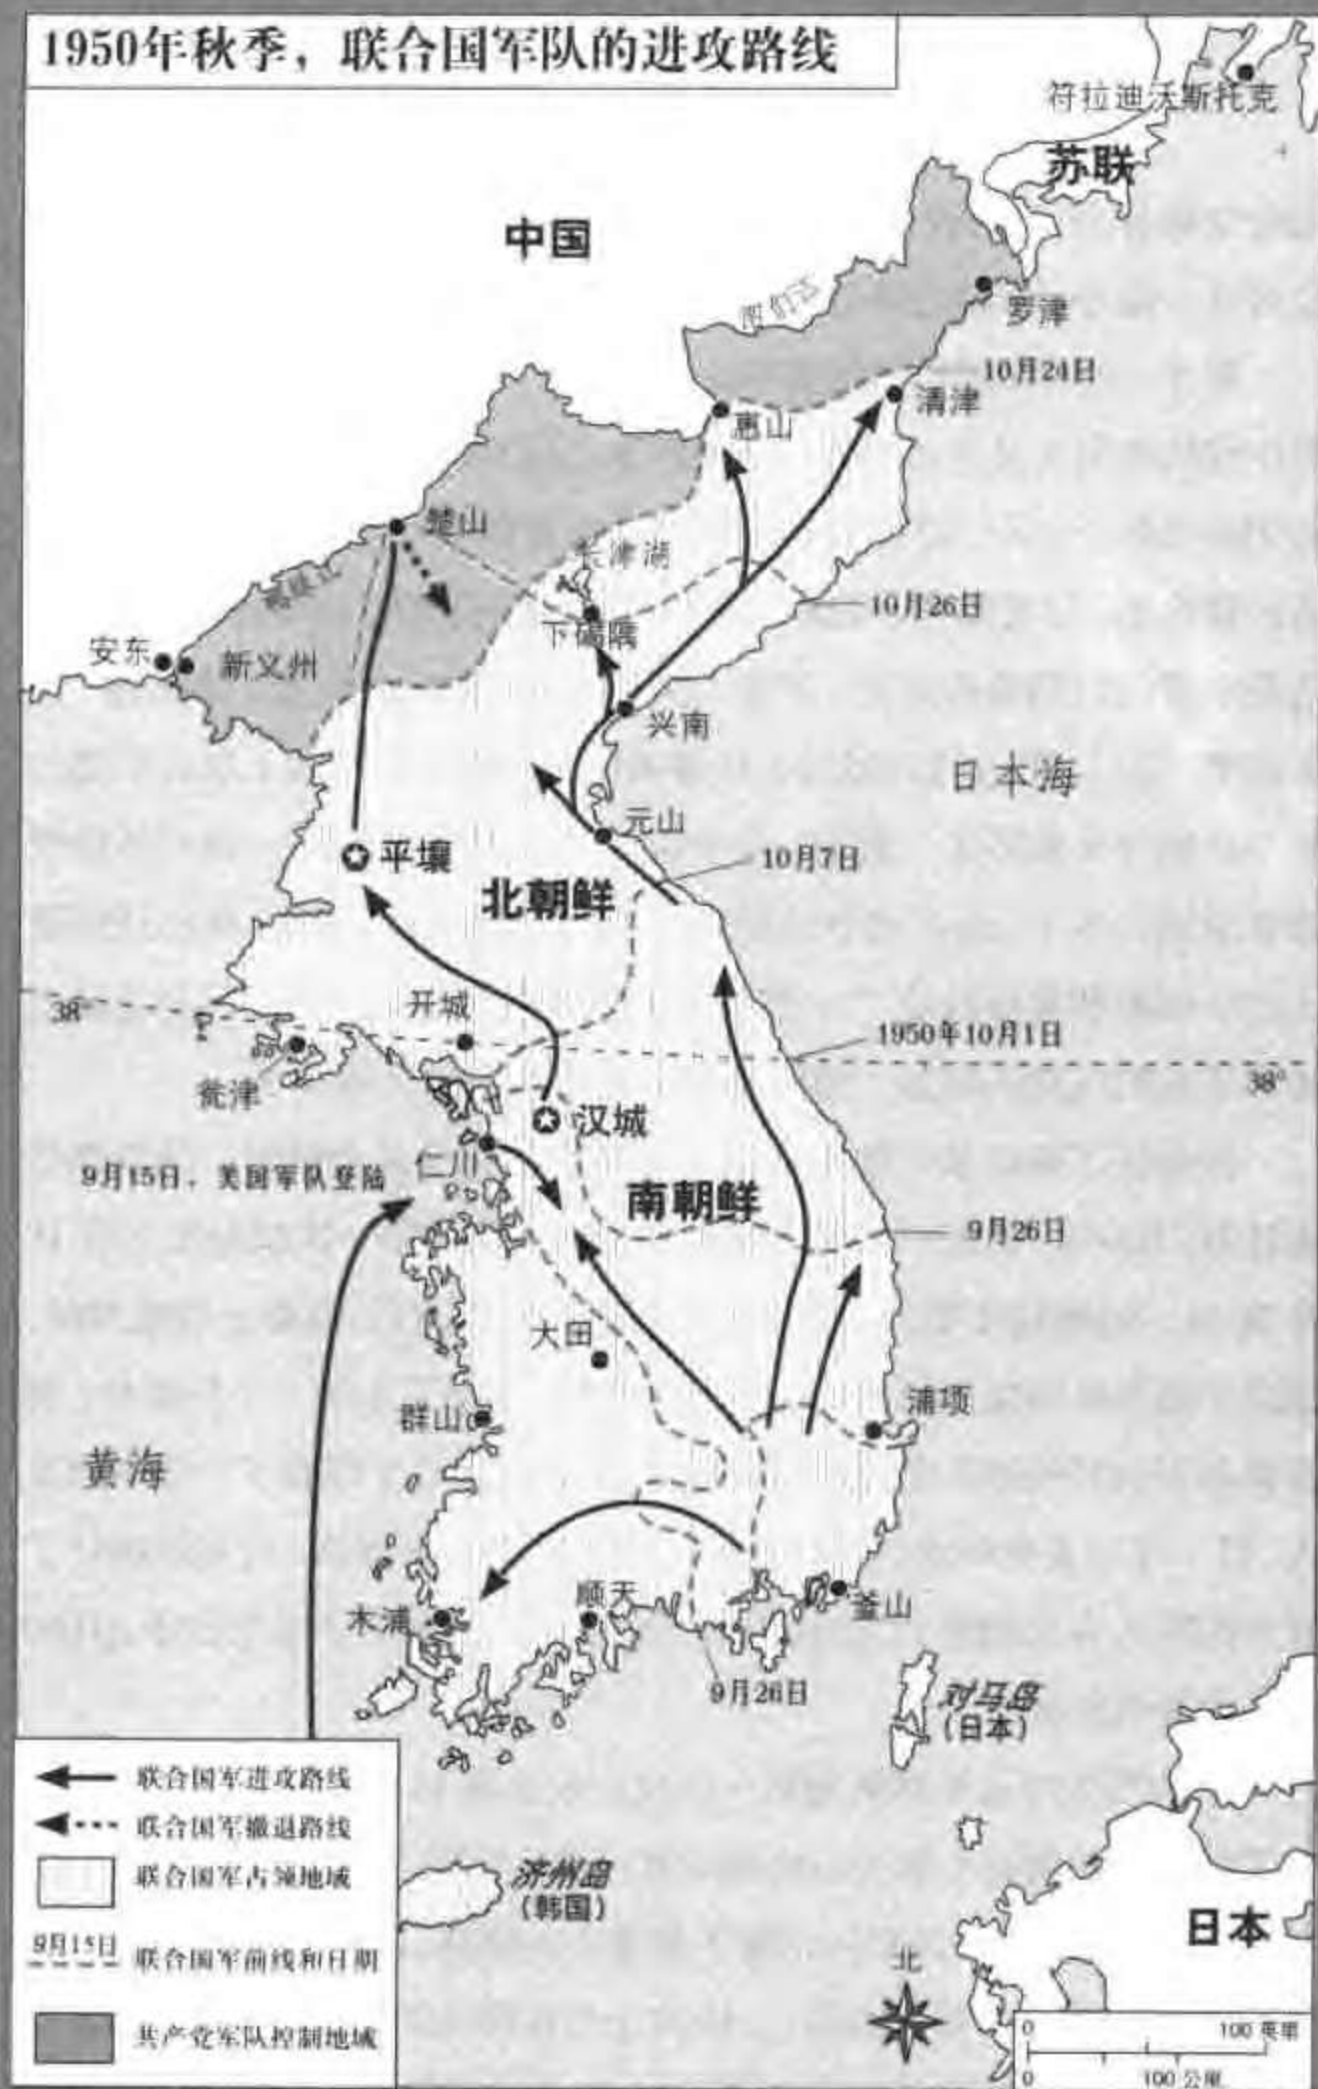 1950年秋季，联合国军队的进攻路线
符拉迪沃斯托克
苏联
中国
图们江
罗津
10月24日
清津
惠山
楚山
长津湖
10月26日
下碣隅
安东
新义州
兴南
日本海
元山
10月7日
平壤
北朝鲜
开城
38°
1950年10月1日
38°
瓮津
汉城
仁川
9月15日，美国军队登陆
南朝鲜
9月26日
大田
浦项
群山
黄海
顺天
木浦
釜山
9月26日
对马岛
（日本）
联合国军进攻路线
联合国军撤退路线
联合国军占领地域
9月15日 联合国军前线和日期
共产党军队控制地域
济州岛
（韩国）
日本
北
0 100 英里
0 100 公里